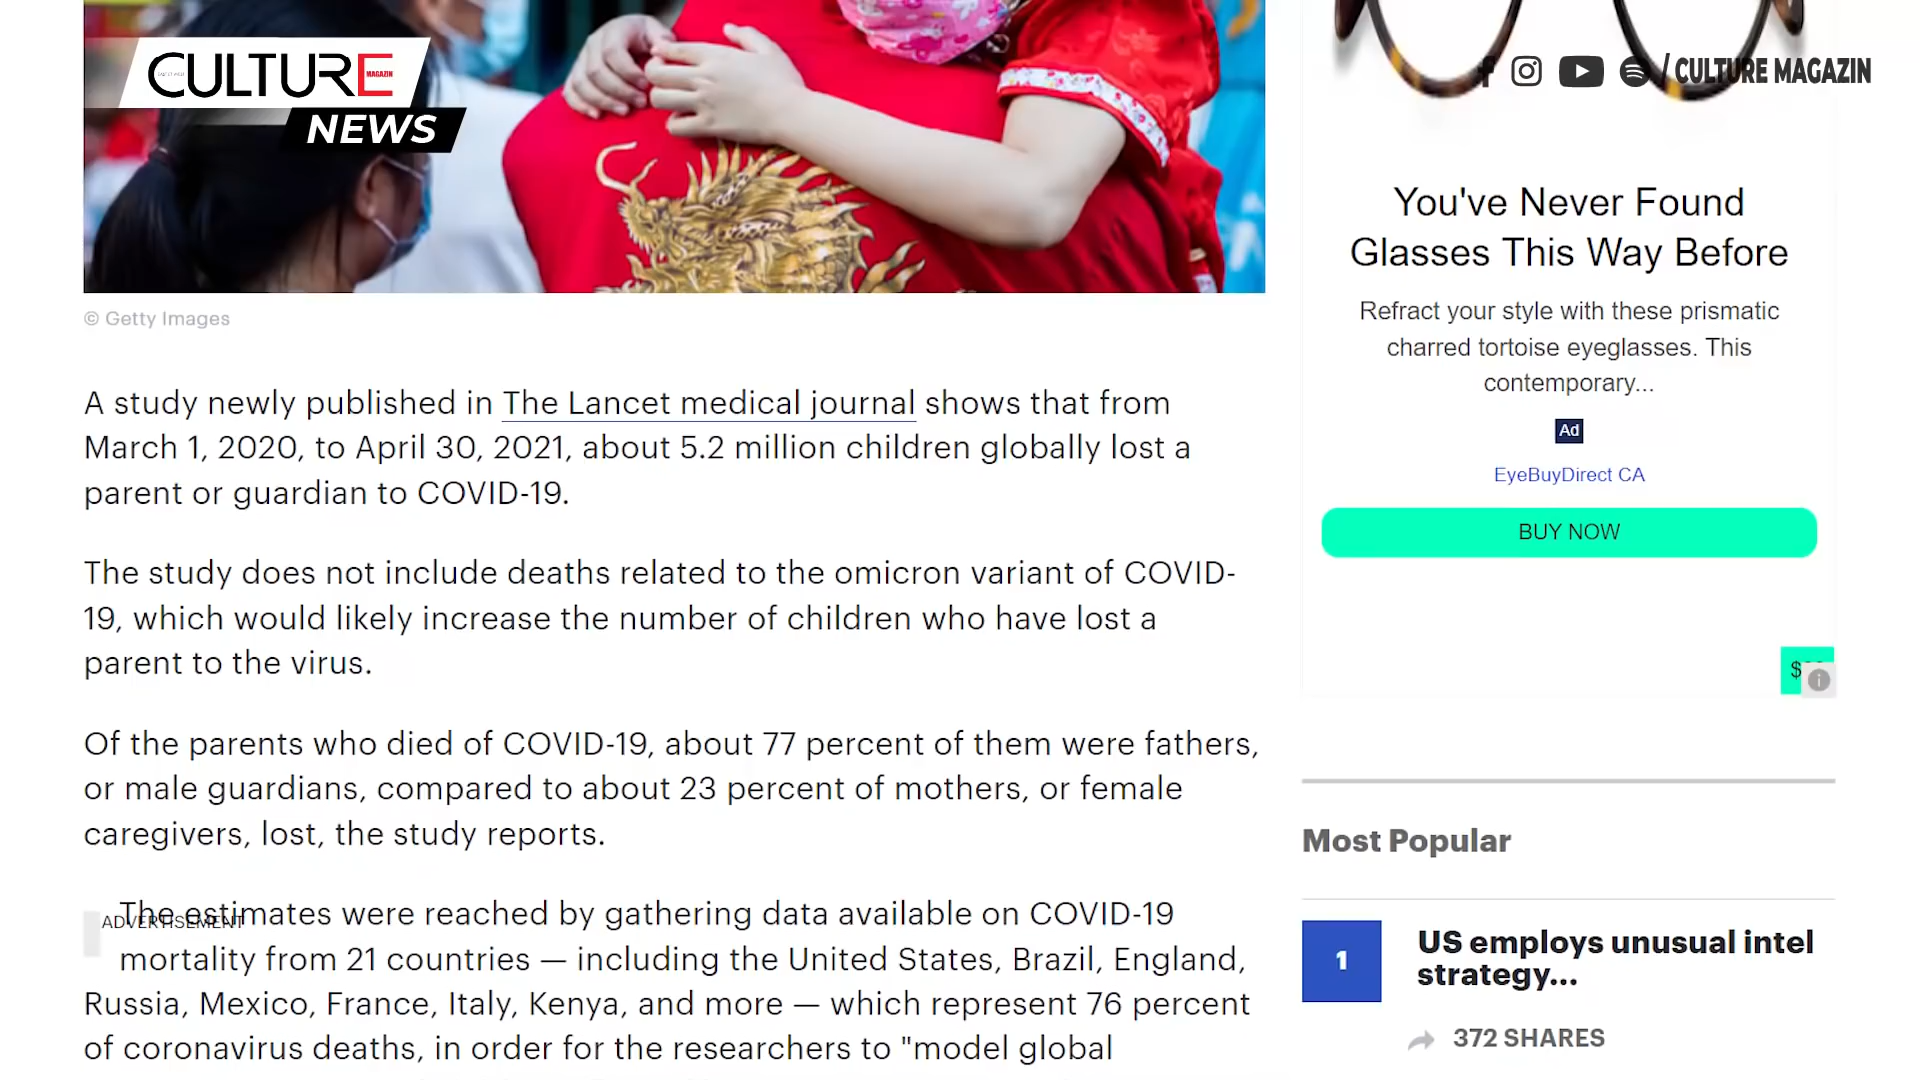 CULTURE
MAGAZIN
NEWS
/ CULTURE MAGAZIN
© Getty Images
A study newly published in The Lancet medical journal shows that from
March 1, 2020, to April 30, 2021, about 5.2 million children globally lost a
parent or guardian to COVID-19.
The study does not include deaths related to the omicron variant of COVID-
19, which would likely increase the number of children who have lost a
parent to the virus.
Of the parents who died of COVID-19, about 77 percent of them were fathers,
or male guardians, compared to about 23 percent of mothers, or female
caregivers, lost, the study reports.
ADVERTISEMENT
The estimates were reached by gathering data available on COVID-19
mortality from 21 countries — including the United States, Brazil, England,
Russia, Mexico, France, Italy, Kenya, and more — which represent 76 percent
of coronavirus deaths, in order for the researchers to "model global
You've Never Found
Glasses This Way Before
Refract your style with these prismatic
charred tortoise eyeglasses. This
contemporary...
Ad
EyeBuyDirect CA
BUY NOW
$
Most Popular
1
US employs unusual intel
strategy...
372 SHARES